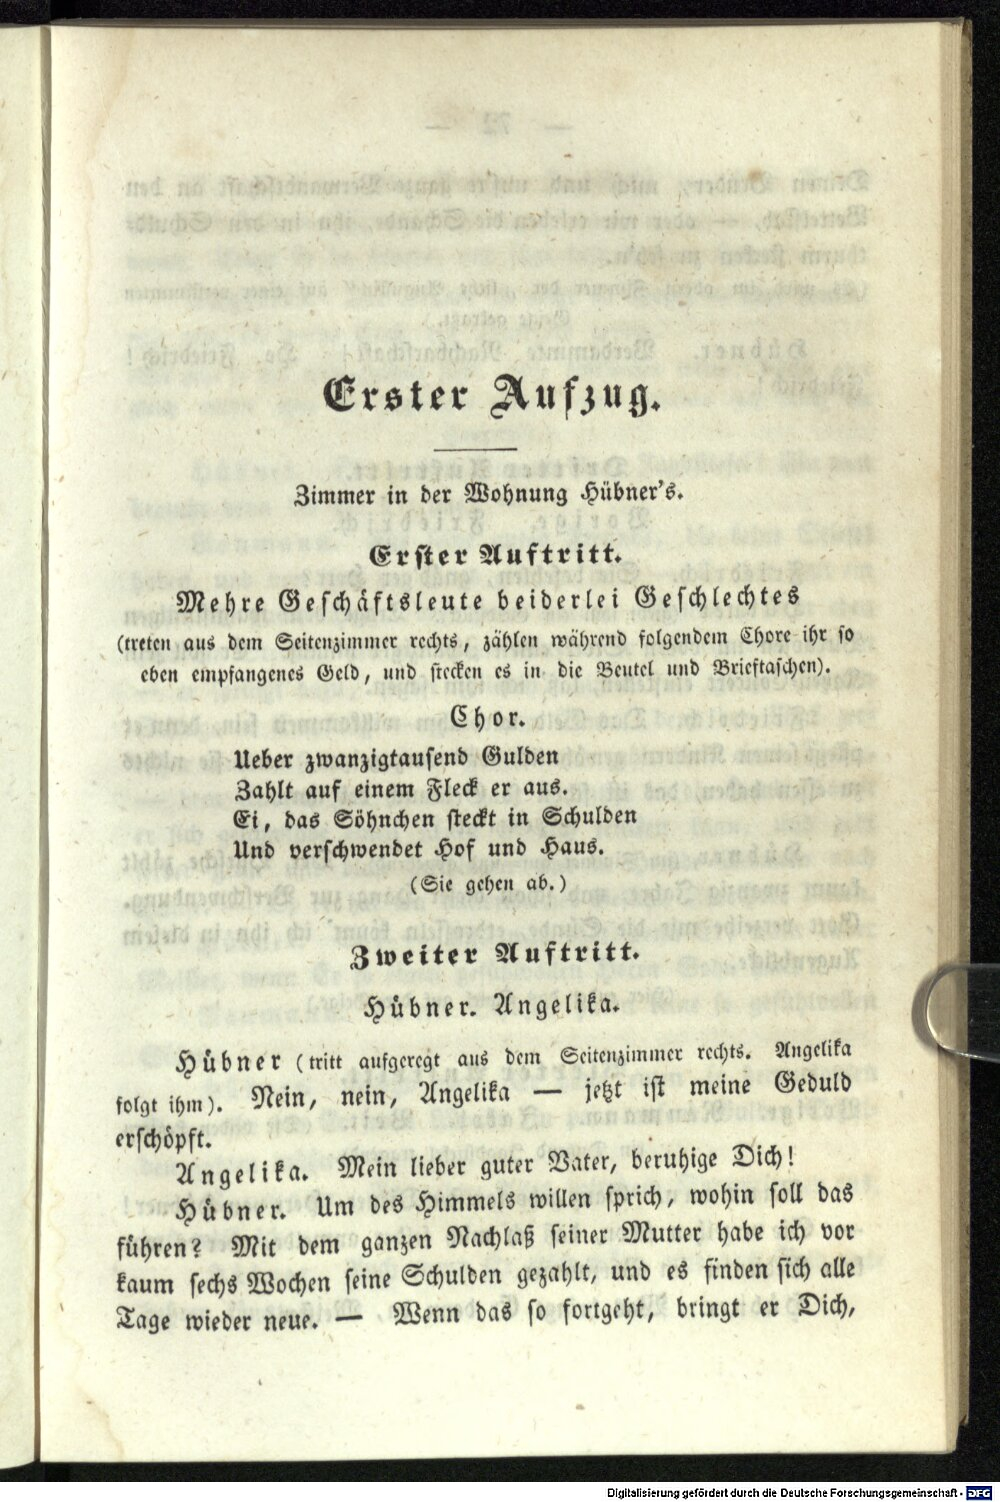 Erster Aufzug.
Zimmer in der Wohnung Hübner's.
Erster Auftritt.
Mehre Geschäftsleute beiderlei Geschlechtes
(treten aus dem Seitenzimmer rechts, zählen während folgendem Chore ihr so
eben empfangenes Geld, und stecken es in die Beutel und Brieftaschen).
Chor.
Ueber zwanzigtausend Gulden
Zahlt auf einem Fleck er aus.
Ei, das Söhnchen steckt in Schulden
Und verschwendet Hof und Haus.
(Sie gehen ab.)
Zweiter Auftritt.
Hübner. Angelika.
Hübner (tritt aufgeregt aus dem Seitenzimmer rechts. Angelika
folgt ihm). Nein, nein, Angelika — jetzt ist meine Geduld
erschöpft.
Angelika. Mein lieber guter Vater, beruhige Dich!
Hübner. Um des Himmels willen sprich, wohin soll das
führen? Mit dem ganzen Nachlaß seiner Mutter habe ich vor
kaum sechs Wochen seine Schulden gezahlt, und es finden sich alle
Tage wieder neue. — Wenn das so fortgeht, bringt er Dich,
Digitalisierung gefördert durch die Deutsche Forschungsgemeinschaft - DFG